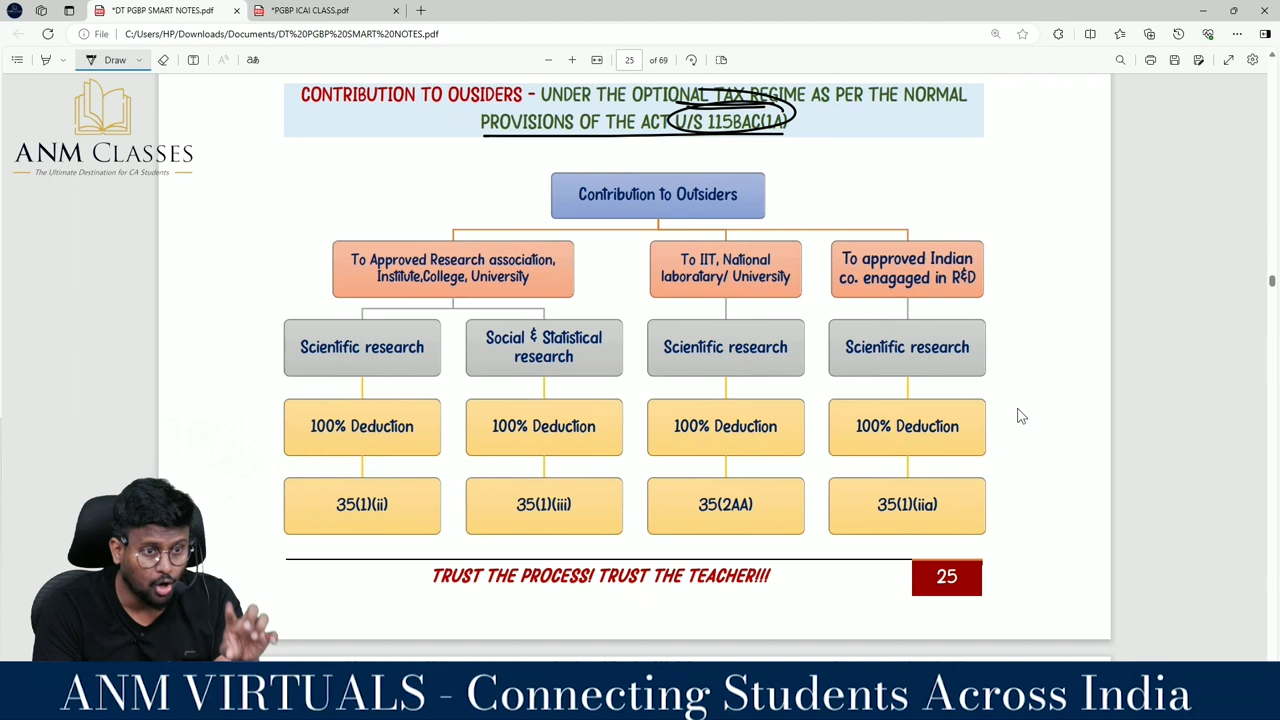 *DT PGBP SMART NOTES.pdf
*PGBP ICAI CLASS.pdf
File
C:/Users/HP/Downloads/Documents/DT%20PGBP%20SMART%20NOTES.pdf
Draw
25 of 69
ANM CLASSES
The Ultimate Destination for CA Students
CONTRIBUTION TO OUSIDERS - UNDER THE OPTIONAL TAX REGIME AS PER THE NORMAL
PROVISIONS OF THE ACT U/S 115BAC(1A)
Contribution to Outsiders
To Approved Research association,
Institute,College, University
To IIT, National
laboratary/ University
To approved Indian
co. enagaged in R&D
Scientific research
Social & Statistical
research
Scientific research
Scientific research
100% Deduction
100% Deduction
100% Deduction
100% Deduction
35(1)(ii)
35(1)(iii)
35(2AA)
35(1)(iia)
TRUST THE PROCESS! TRUST THE TEACHER!!!
25
ANM VIRTUALS - Connecting Students Across India